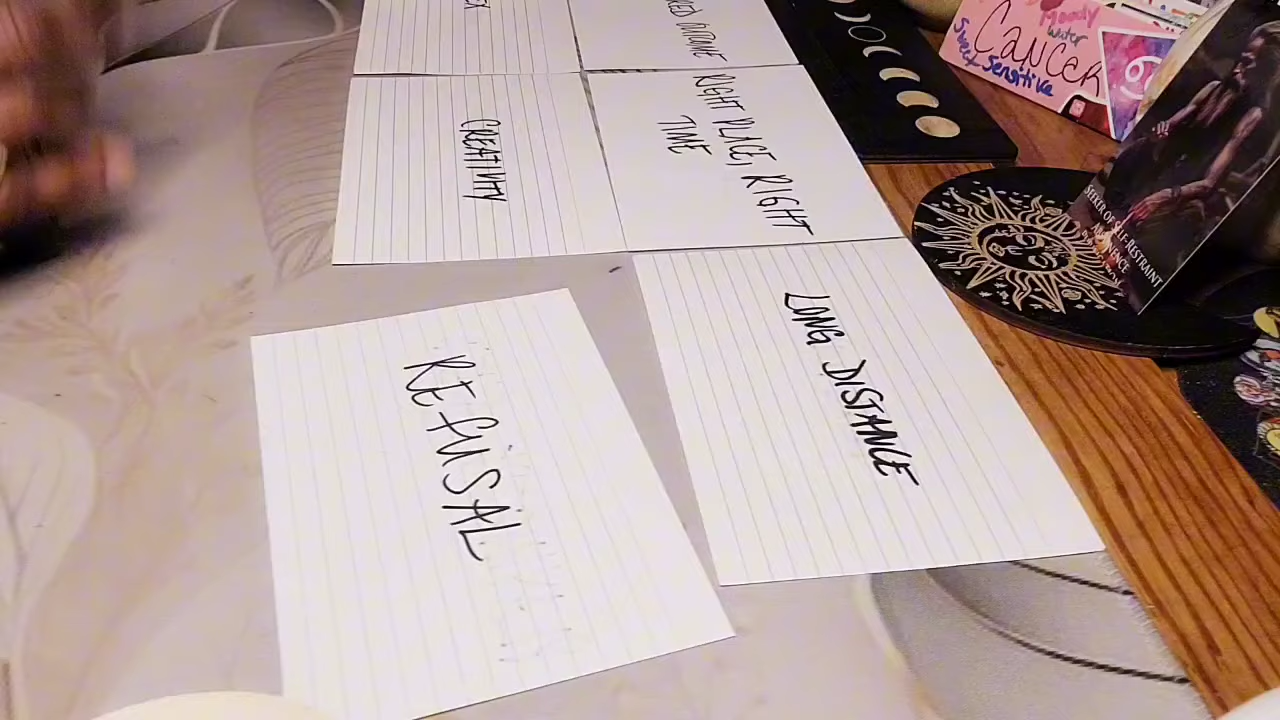 CREATIVITY
RIGHT PLACE, RIGHT
TIME
LONG DISTANCE
REfUSAL
Moody
Water
Cancer
Sweet Sensitive
SEEKER OF SELF-RESTRAINT